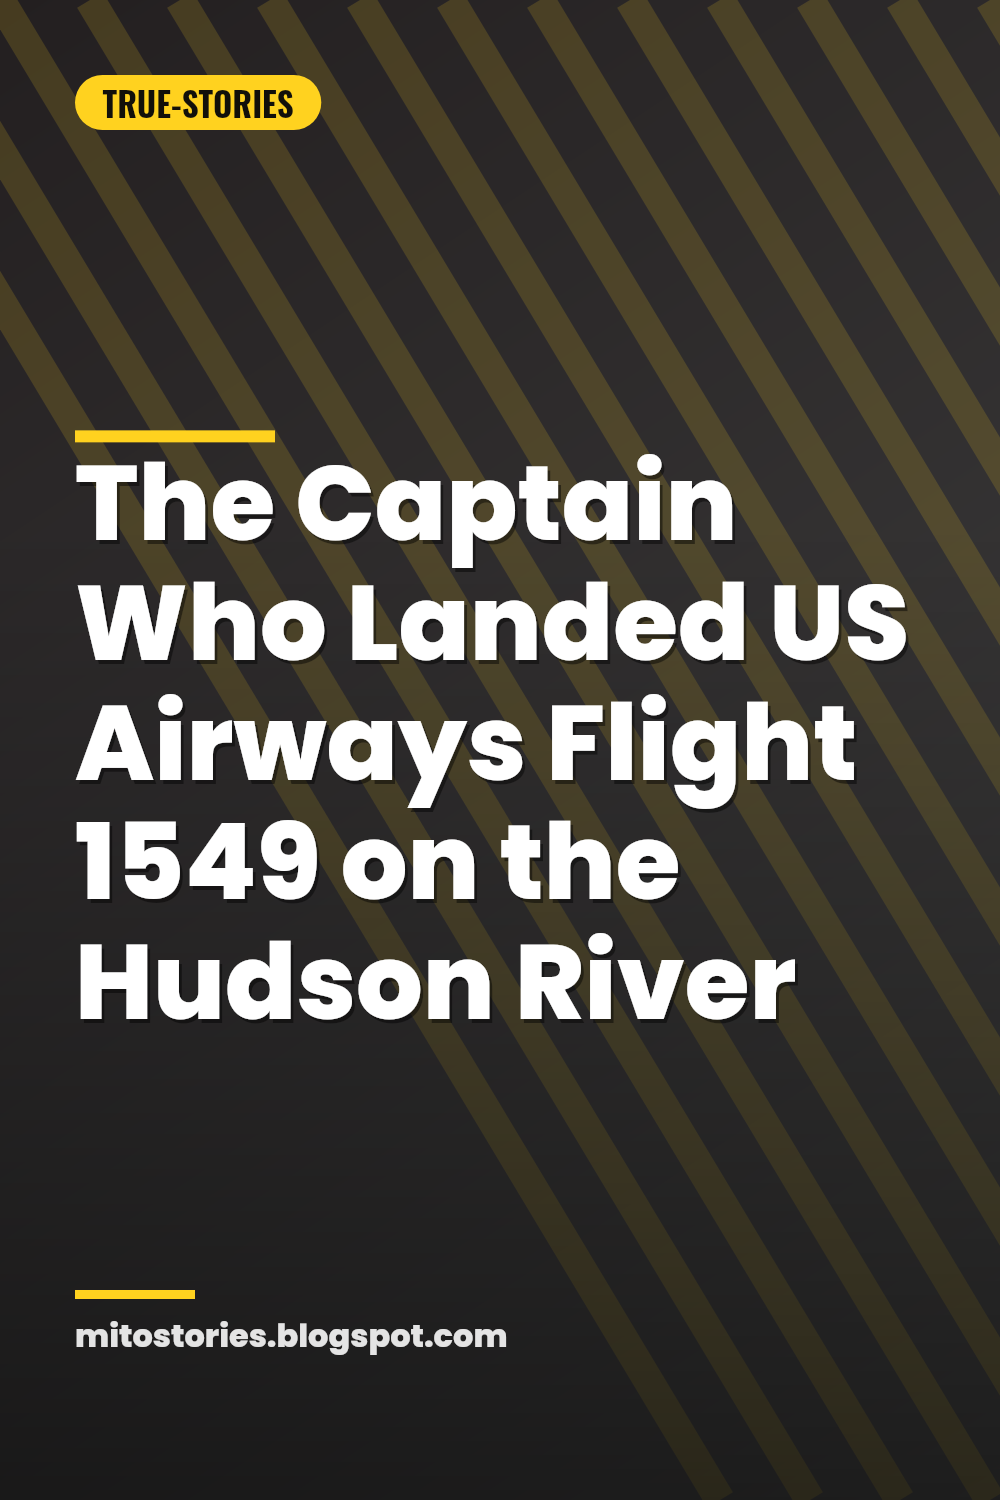 TRUE-STORIES
The Captain
Who Landed US
Airways Flight
1549 on the
Hudson River
mitostories.blogspot.com